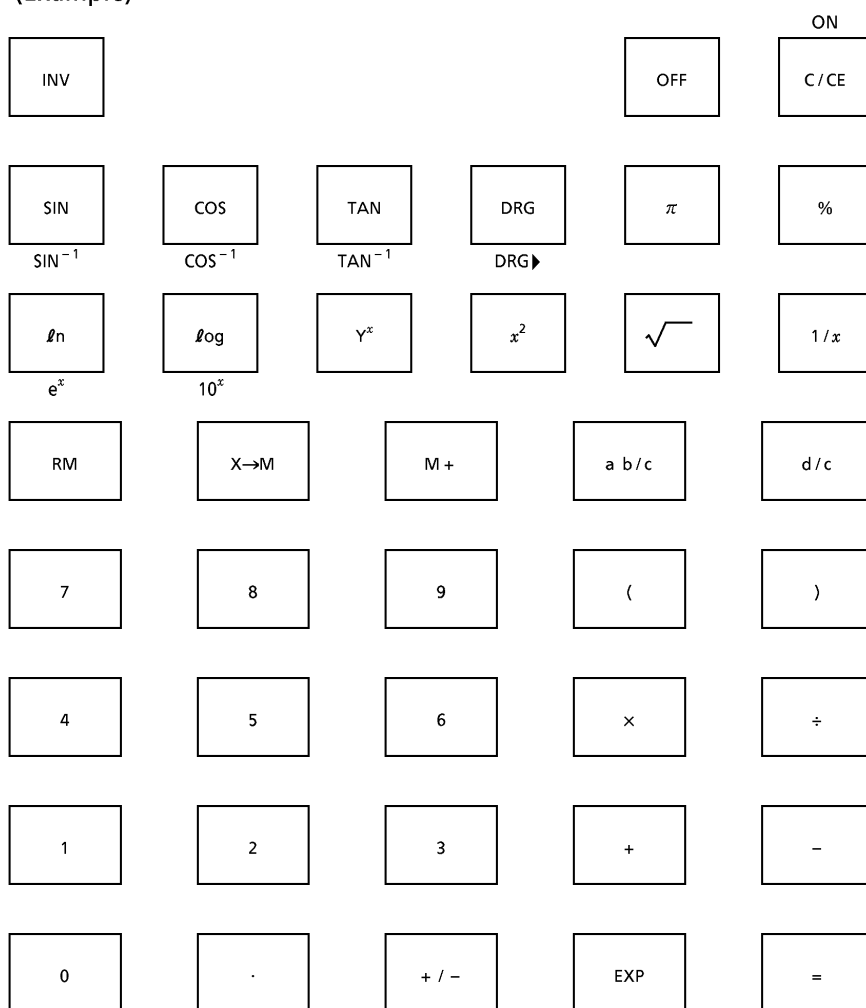 (Example)
ON
INV OFF C/CE
SIN COS TAN DRG π %
SIN⁻¹ COS⁻¹ TAN⁻¹ DRG▶
ℓn ℓog Yˣ x² √ 1/x
eˣ 10ˣ
RM X→M M+ a b/c d/c
7 8 9 ( )
4 5 6 × ÷
1 2 3 + −
0 · +/− EXP =